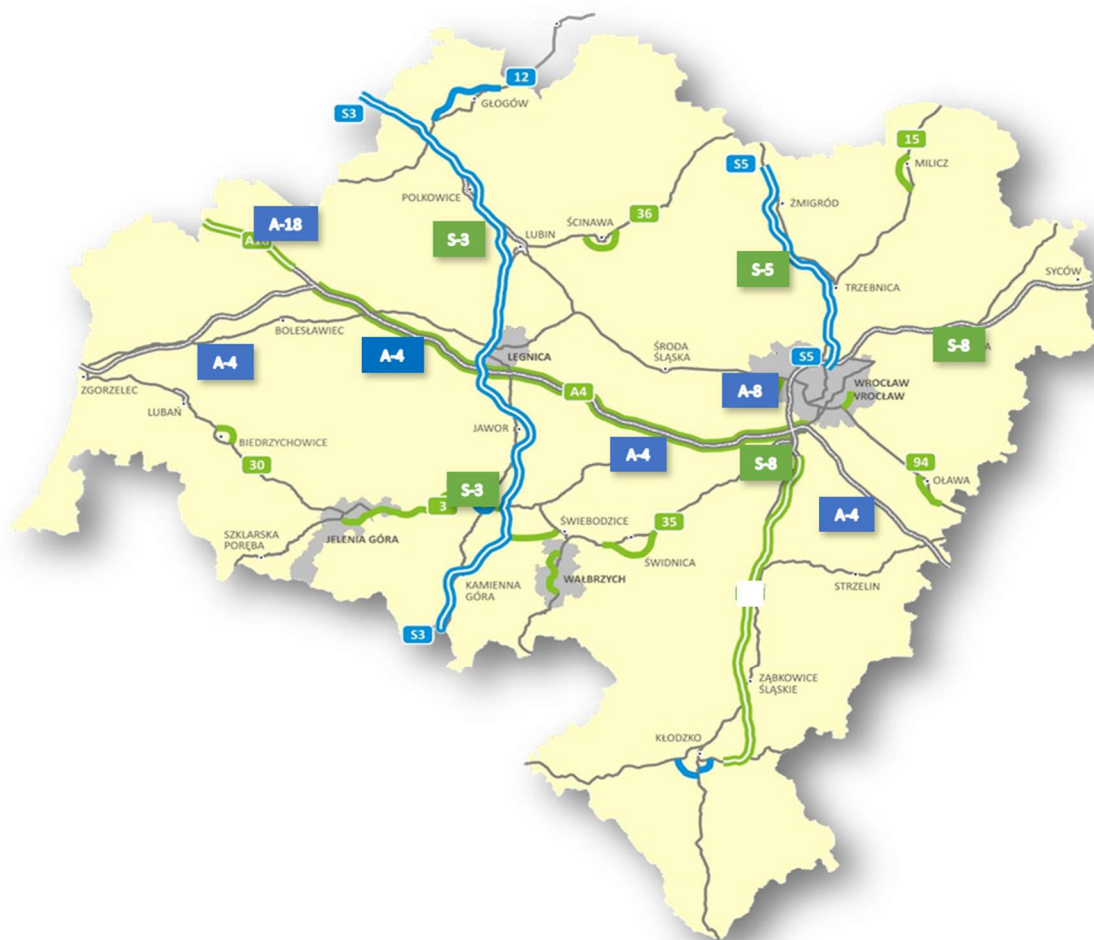 12
GŁOGÓW
S3
15
MILICZ
S5
POLKOWICE
ŻMIGRÓD
36
ŚCINAWA
A-18
S-3
LUBIN
S-5
SYCÓW
TRZEBNICA
BOLESŁAWIEC
S-8
A-4
A-4
LEGNICA
ŚRODA
ŚLĄSKA
S5
ZGORZELEC
A4
A-8
WROCŁAW
VROCŁAW
LUBAŃ
JAWOR
BIEDRZYCHOWICE
A-4
S-8
30
94
OŁAWA
S-3
3
A-4
35
ŚWIEBODZICE
SZKLARSKA
PORĘBA
JELENIA GÓRA
ŚWIDNICA
KAMIENNA
GÓRA
WAŁBRZYCH
STRZELIN
S3
ZĄBKOWICE
ŚLĄSKIE
KŁODZKO